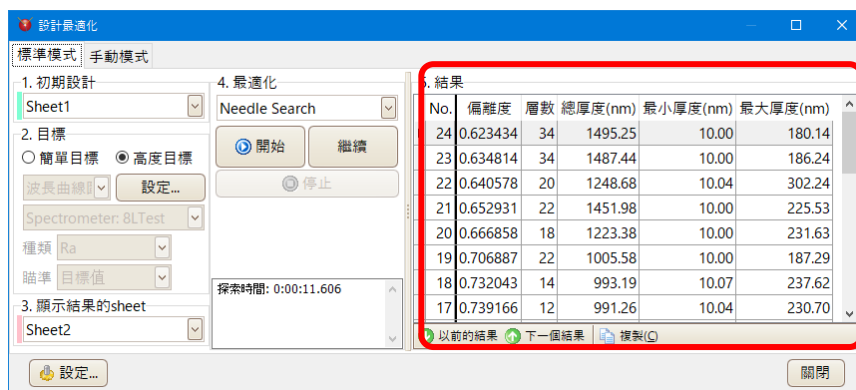 設計最適化
標準模式 手動模式
1. 初期設計
Sheet1
2. 目標
簡單目標 高度目標
波長曲線 設定...
Spectrometer: 8LTest
種類 Ra
瞄準 目標值
3. 顯示結果的sheet
Sheet2
4. 最適化
Needle Search
開始 繼續
停止
探索時間: 0:00:11.606
5. 結果
No. 偏離度 層數 總厚度(nm) 最小厚度(nm) 最大厚度(nm)
24 0.623434 34 1495.25 10.00 180.14
23 0.634814 34 1487.44 10.00 186.24
22 0.640578 20 1248.68 10.04 302.24
21 0.652931 22 1451.98 10.00 225.53
20 0.666858 18 1223.38 10.00 231.63
19 0.706887 22 1005.58 10.00 187.29
18 0.732043 14 993.19 10.07 237.62
17 0.739166 12 991.26 10.04 230.70
以前的結果 下一個結果 複製(C)
設定... 關閉